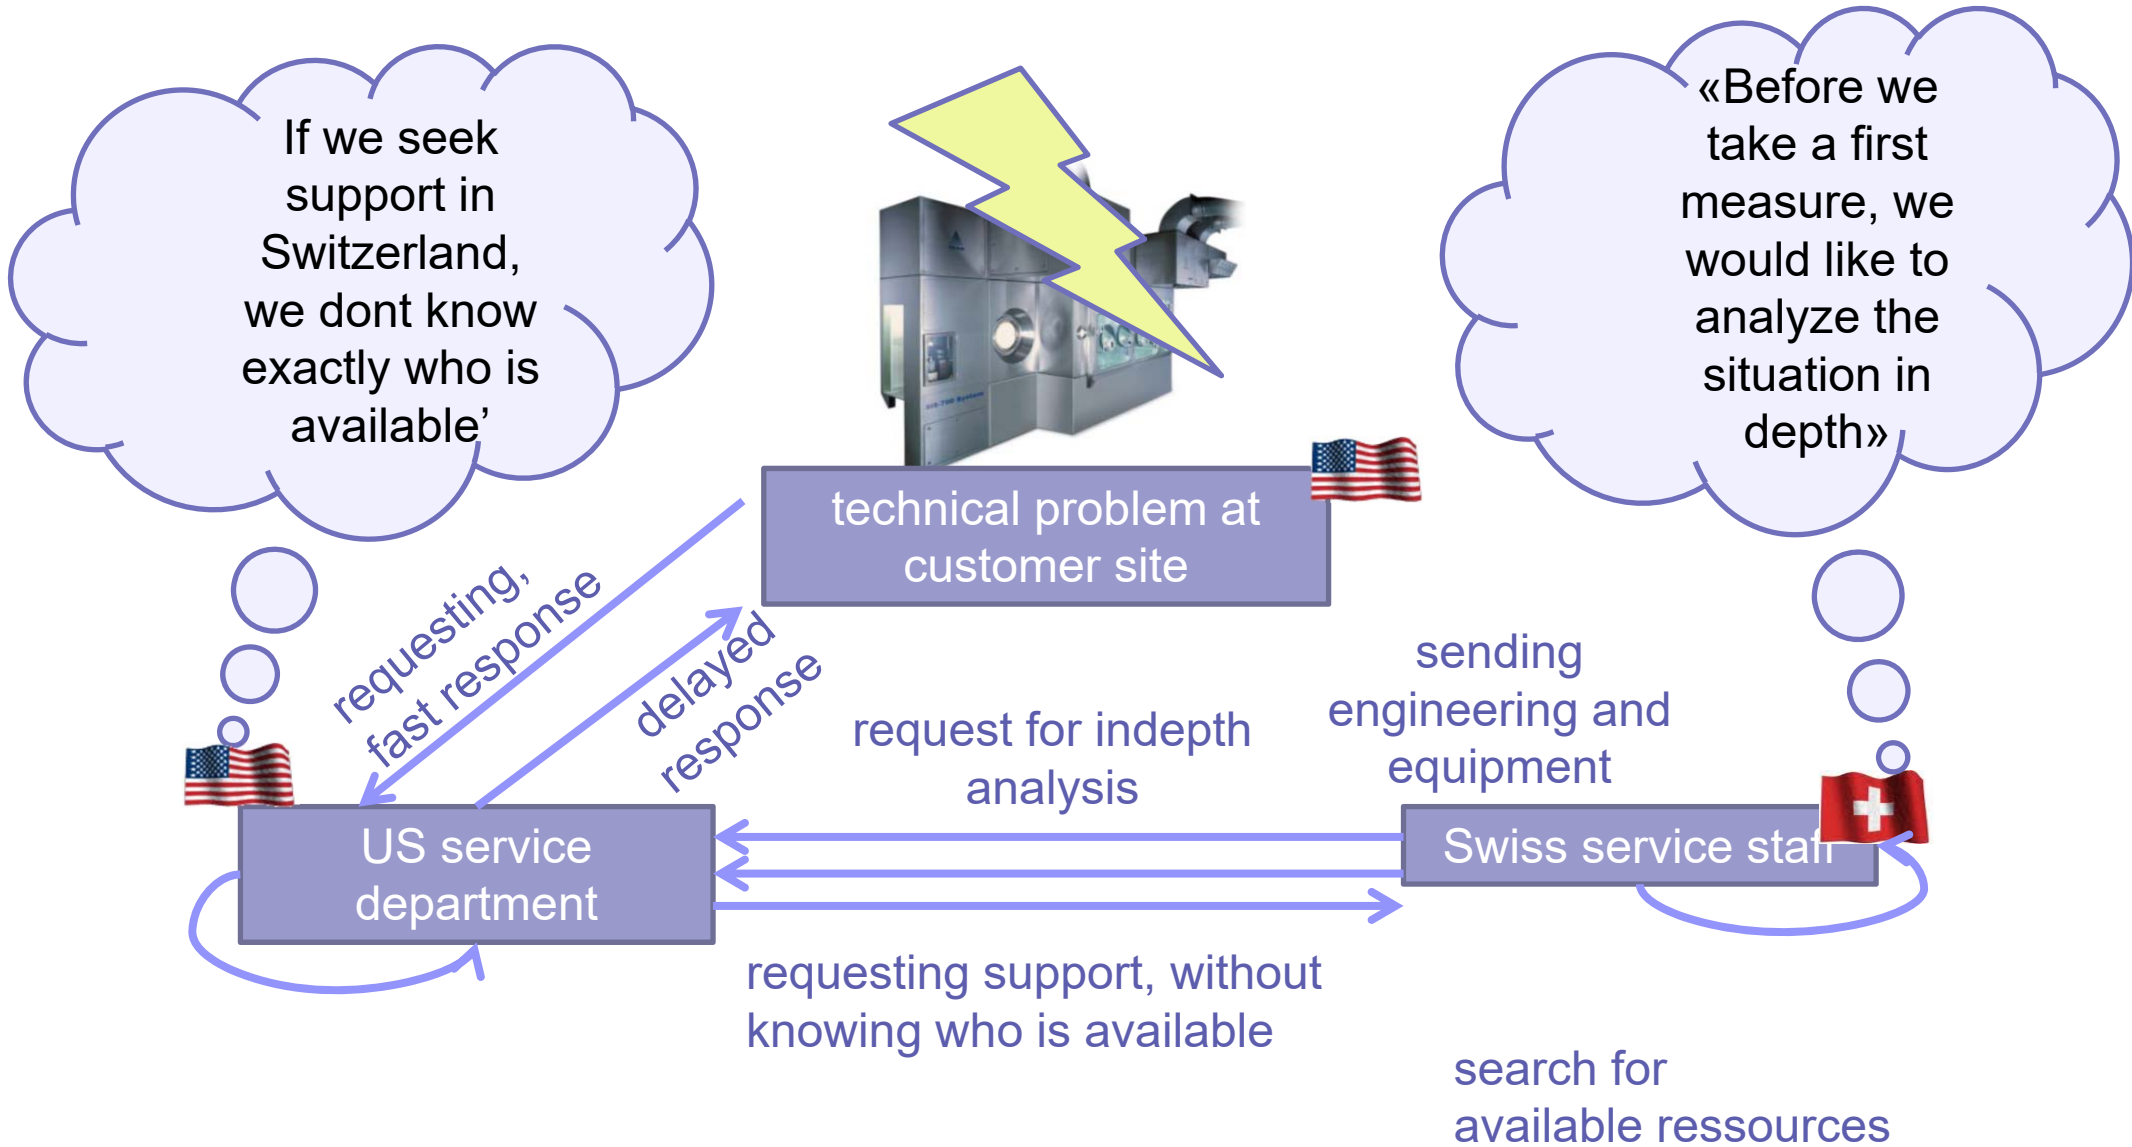 If we seek
support in
Switzerland,
we dont know
exactly who is
available’
«Before we
take a first
measure, we
would like to
analyze the
situation in
depth»
technical problem at
customer site
requesting,
fast response
delayed
response
request for indepth
analysis
sending
engineering and
equipment
US service
department
Swiss service staff
requesting support, without
knowing who is available
search for
available ressources